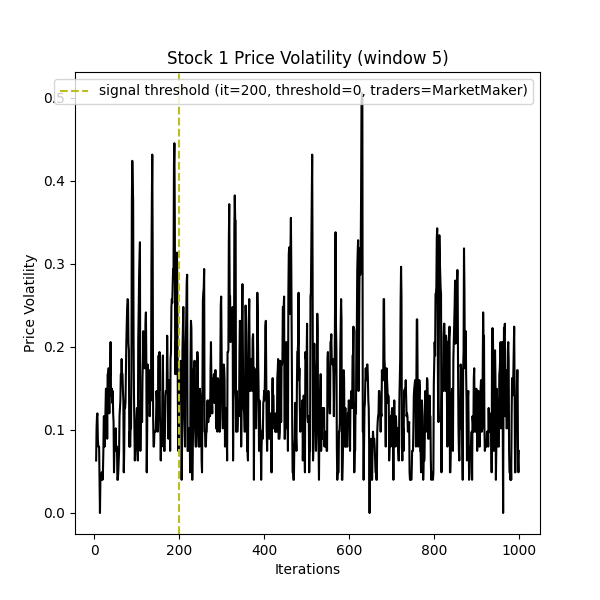 Stock 1 Price Volatility (window 5)
signal threshold (it=200, threshold=0, traders=MarketMaker)
Price Volatility
0.5
0.4
0.3
0.2
0.1
0.0
0 200 400 600 800 1000
Iterations